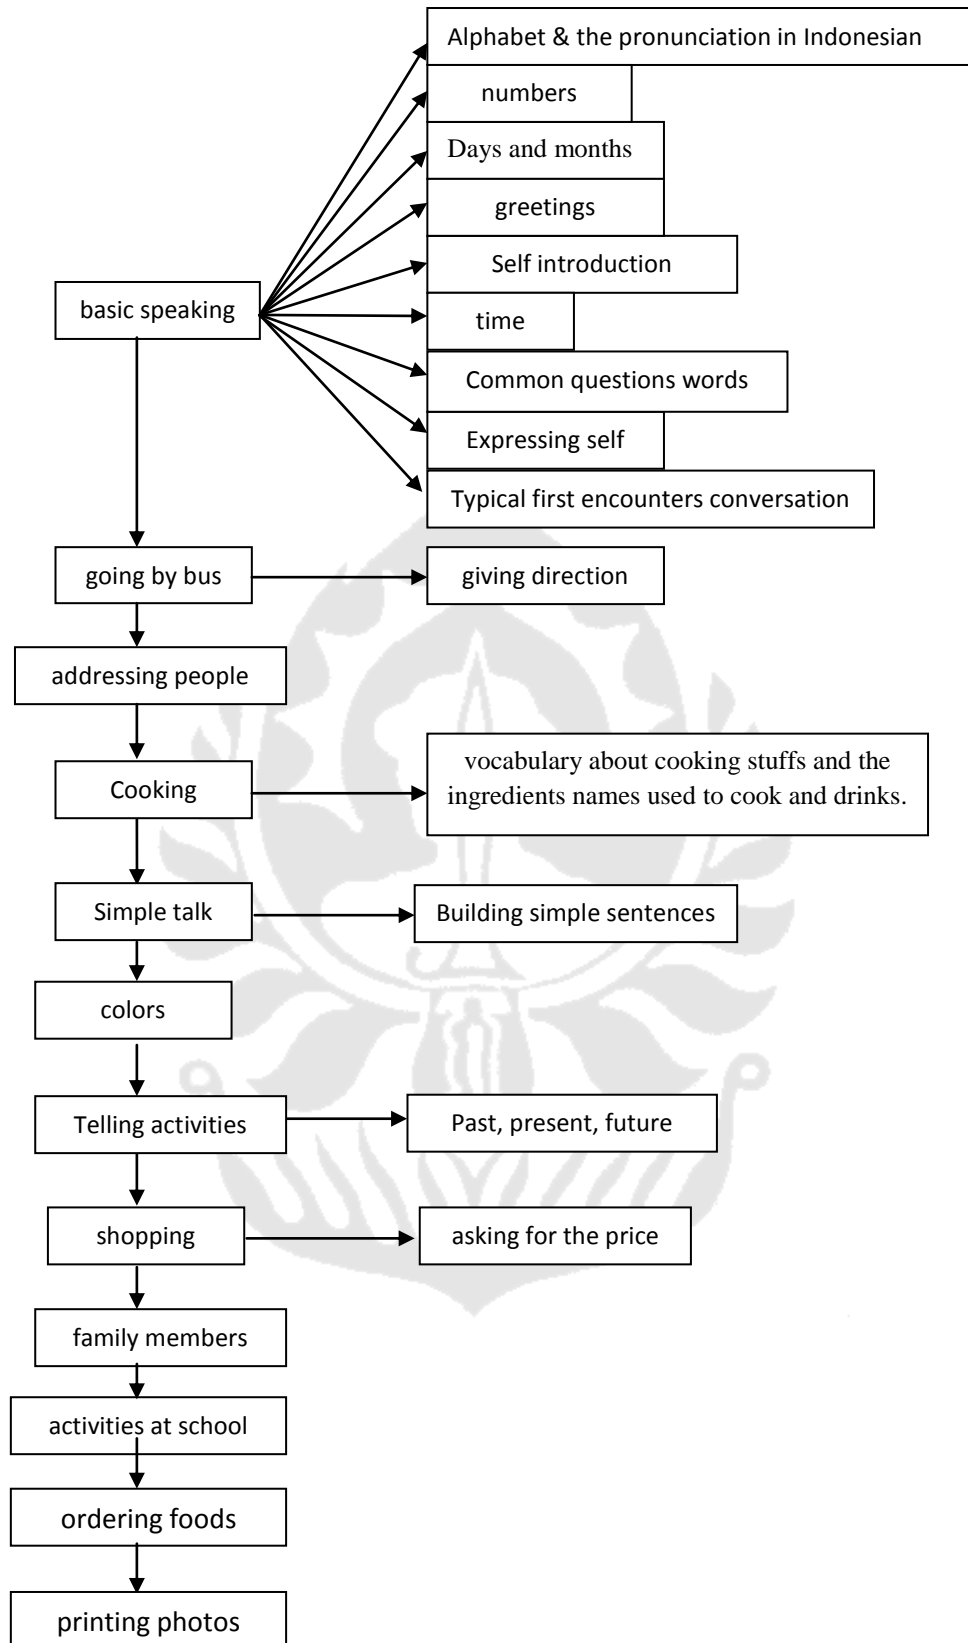 Alphabet & the pronunciation in Indonesian
numbers
Days and months
greetings
Self introduction
basic speaking
time
Common questions words
Expressing self
Typical first encounters conversation
going by bus
giving direction
addressing people
Cooking
vocabulary about cooking stuffs and the
ingredients names used to cook and drinks.
Simple talk
Building simple sentences
colors
Telling activities
Past, present, future
shopping
asking for the price
family members
activities at school
ordering foods
printing photos